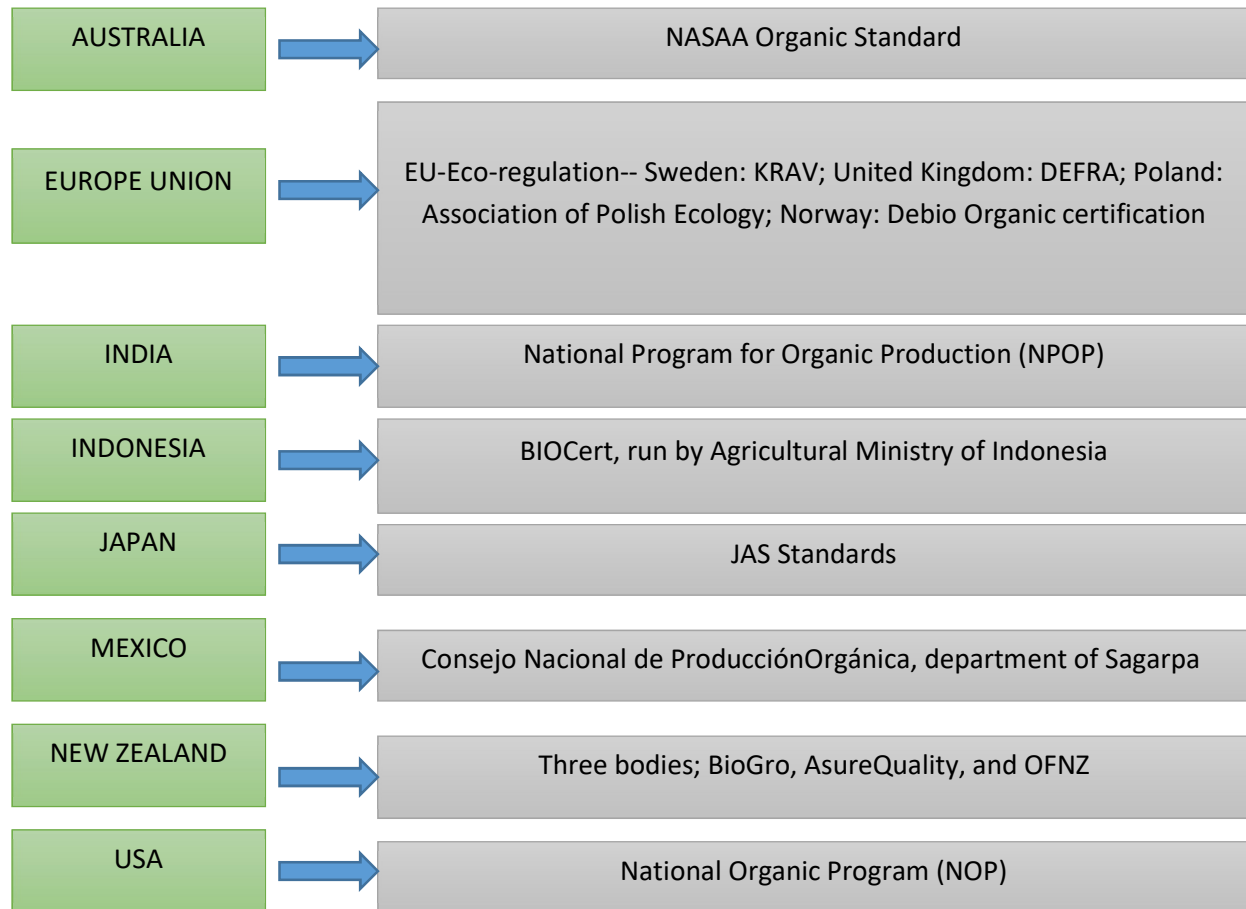 AUSTRALIA
NASAA Organic Standard
EUROPE UNION
EU-Eco-regulation-- Sweden: KRAV; United Kingdom: DEFRA; Poland:
Association of Polish Ecology; Norway: Debio Organic certification
INDIA
National Program for Organic Production (NPOP)
INDONESIA
BIOCert, run by Agricultural Ministry of Indonesia
JAPAN
JAS Standards
MEXICO
Consejo Nacional de ProducciónOrgánica, department of Sagarpa
NEW ZEALAND
Three bodies; BioGro, AsureQuality, and OFNZ
USA
National Organic Program (NOP)